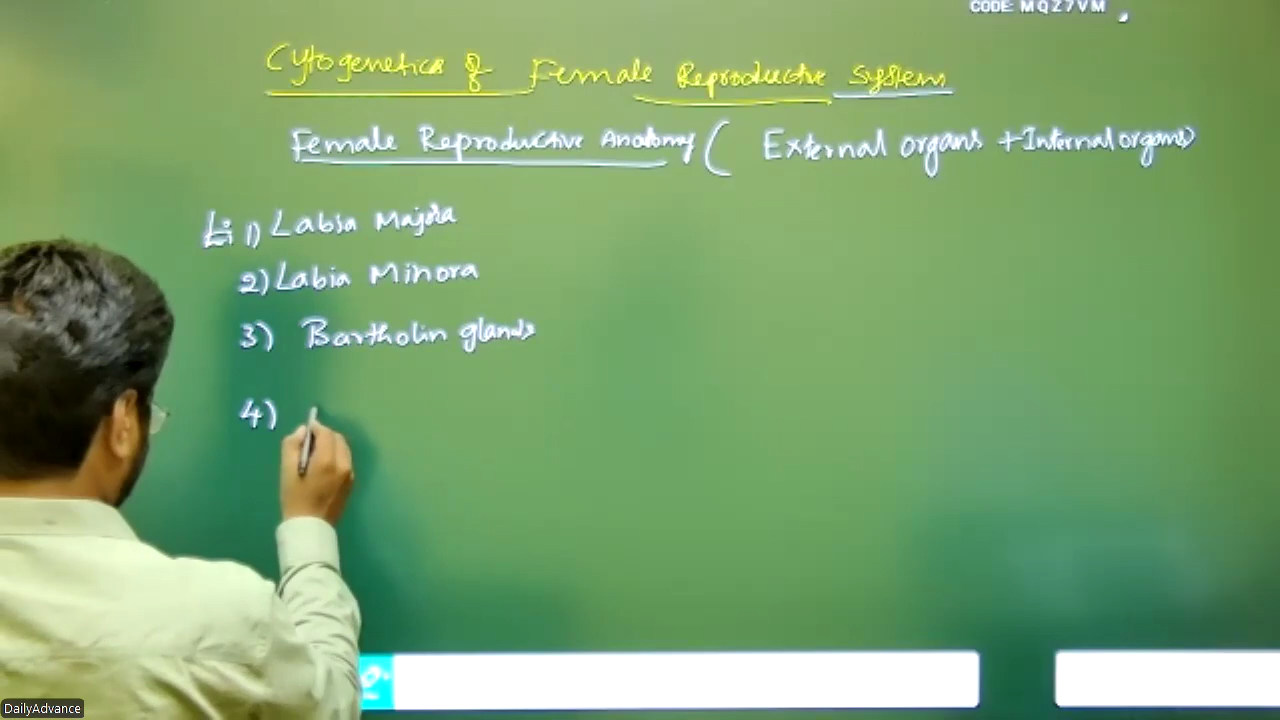 CODE: MQZ7VM
Cytogenetics of Female Reproductive System
Female Reproductive Anatomy ( External organs + Internal organs)
1) Labia Majora
2) Labia Minora
3) Bartholin glands
4)
DailyAdvance